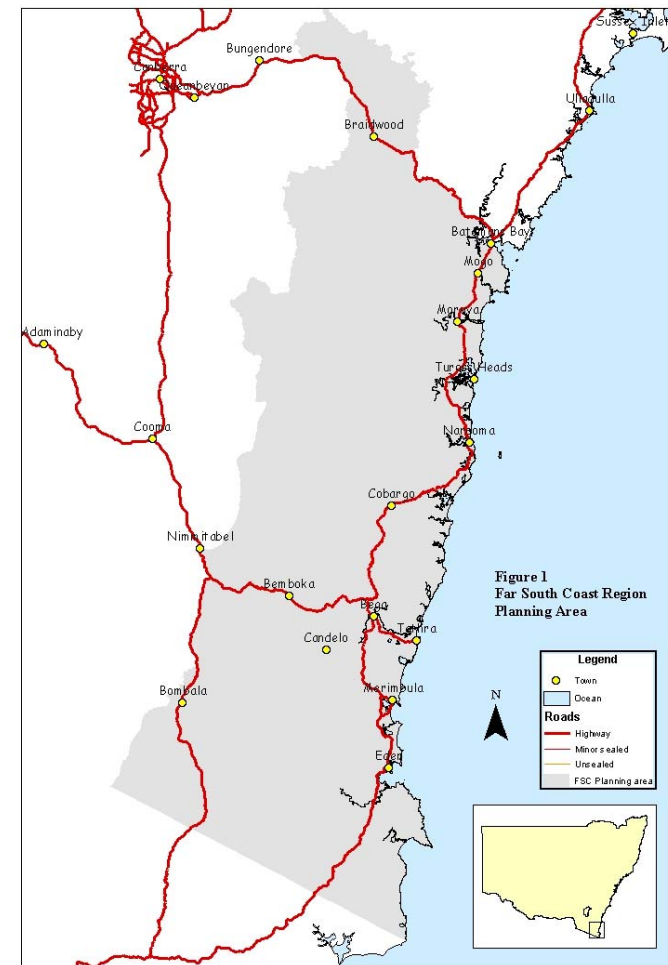 Sussex Inlet
Bungendore
Canberra
Queanbeyan
Ulladulla
Braidwood
Batemans Bay
Mogo
Moruya
Adaminaby
Tuross Heads
Cooma
Narooma
Cobargo
Nimmitabel
Figure 1
Far South Coast Region
Planning Area
Bemboka
Bega
Tathra
Candelo
Legend
Town
Ocean
Merimbula
Bombala
N
Roads
Highway
Minor sealed
Unsealed
FSC Planning area
Eden